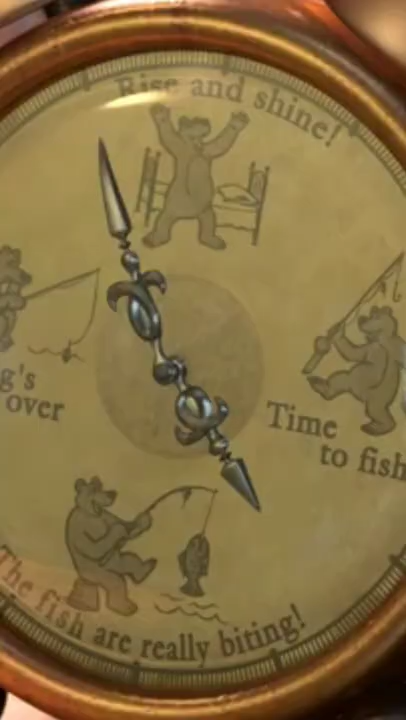 Rise and shine!
g's
over
Time
to fish
The fish are really biting!